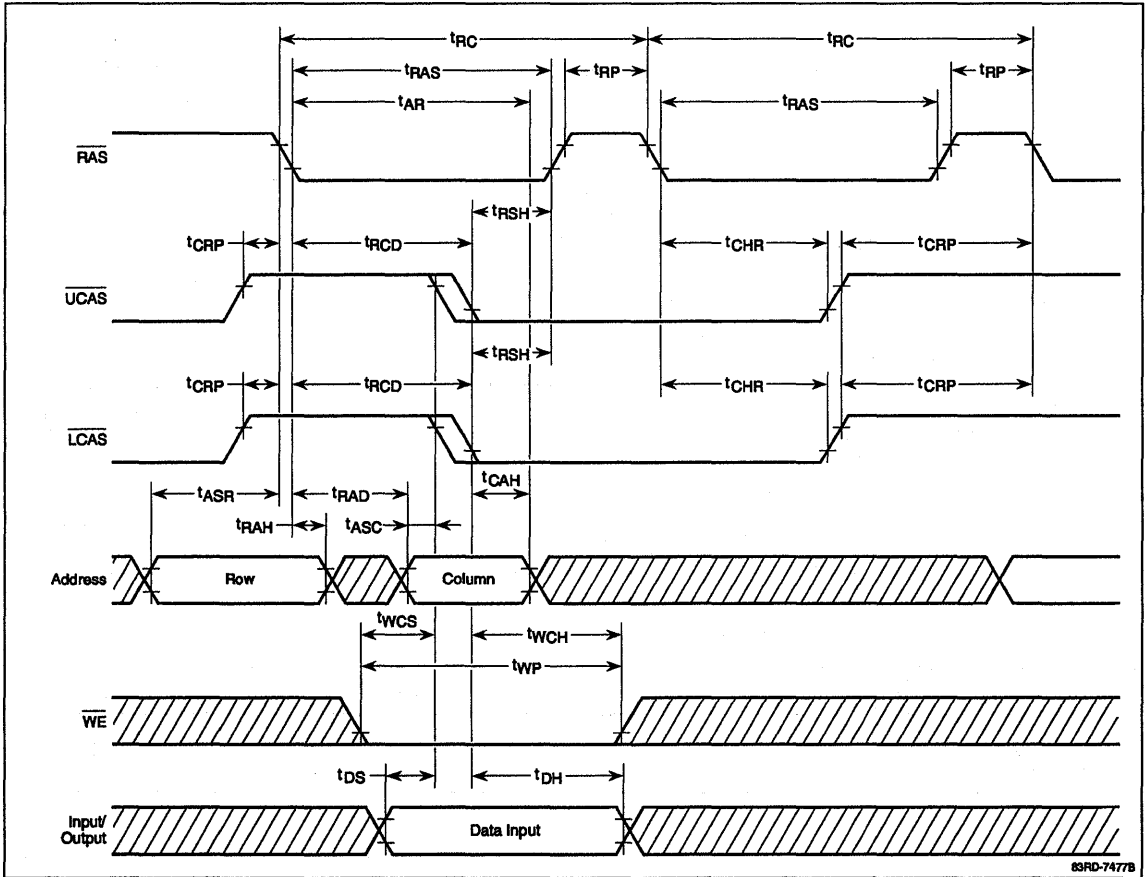 tRC tRC
tRAS tRP tRP
tAR tRAS
RAS
tRSH
tCRP tRCD tCHR tCRP
UCAS
tRSH
tCRP tRCD tCHR tCRP
LCAS
tCAH
tASR tRAD
tRAH tASC
Address Row Column
tWCS tWCH
tWP
WE
tDS tDH
Input/
Output Data Input
83RD-7477B